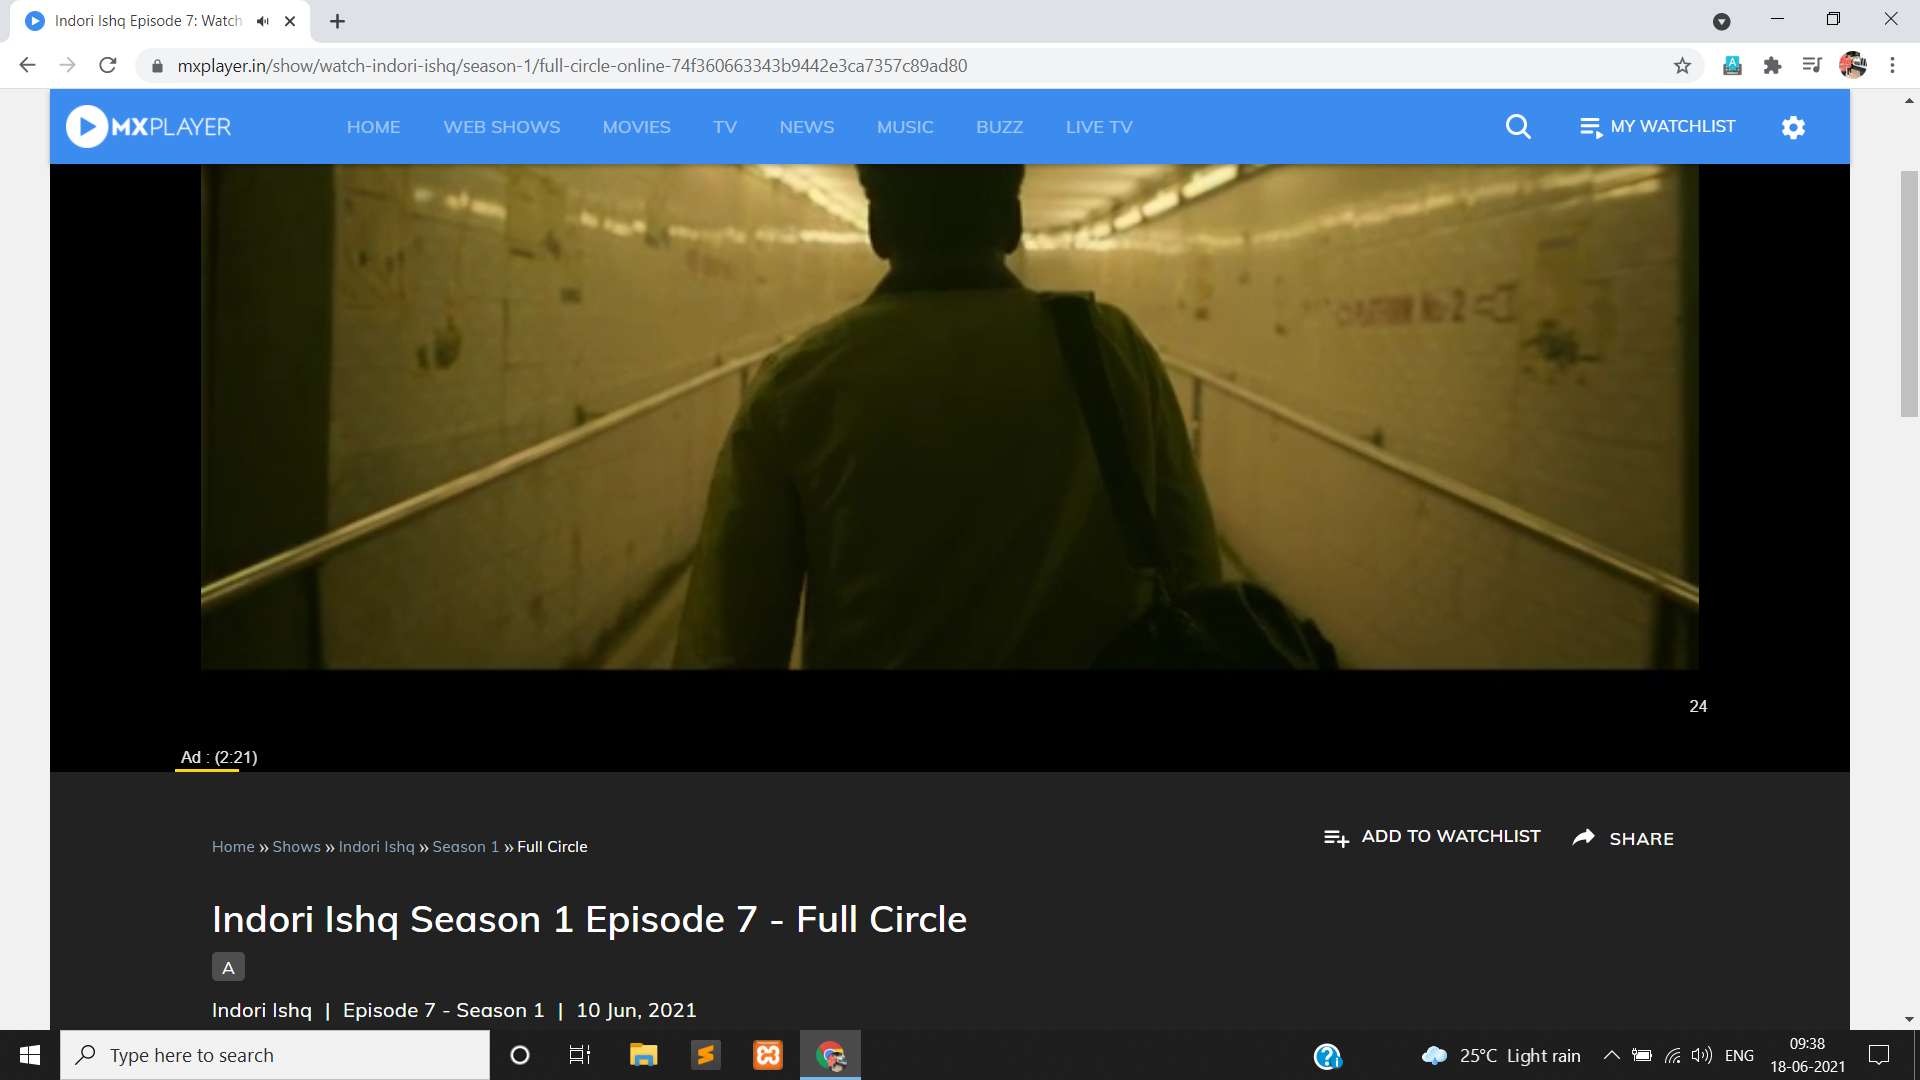 Indori Ishq Episode 7: Watch
mxplayer.in/show/watch-indori-ishq/season-1/full-circle-online-74f360663343b9442e3ca7357c89ad80
MXPLAYER HOME WEB SHOWS MOVIES TV NEWS MUSIC BUZZ LIVE TV MY WATCHLIST
24
Ad : (2:21)
Home » Shows » Indori Ishq » Season 1 » Full Circle
ADD TO WATCHLIST SHARE
Indori Ishq Season 1 Episode 7 - Full Circle
A
Indori Ishq | Episode 7 - Season 1 | 10 Jun, 2021
Type here to search
25°C Light rain
ENG
09:38
18-06-2021